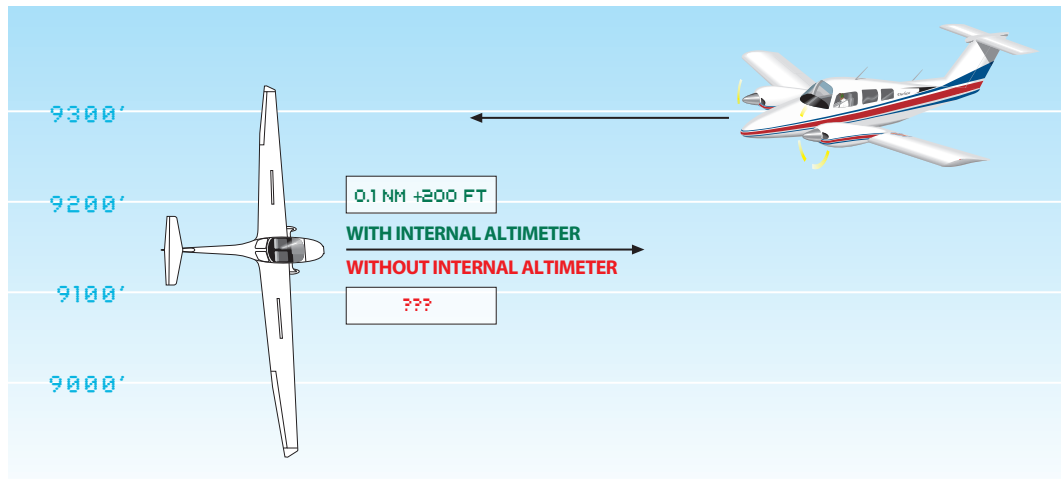 9300′
9200′
0.1 NM +200 FT
WITH INTERNAL ALTIMETER
WITHOUT INTERNAL ALTIMETER
9100′
???
9000′